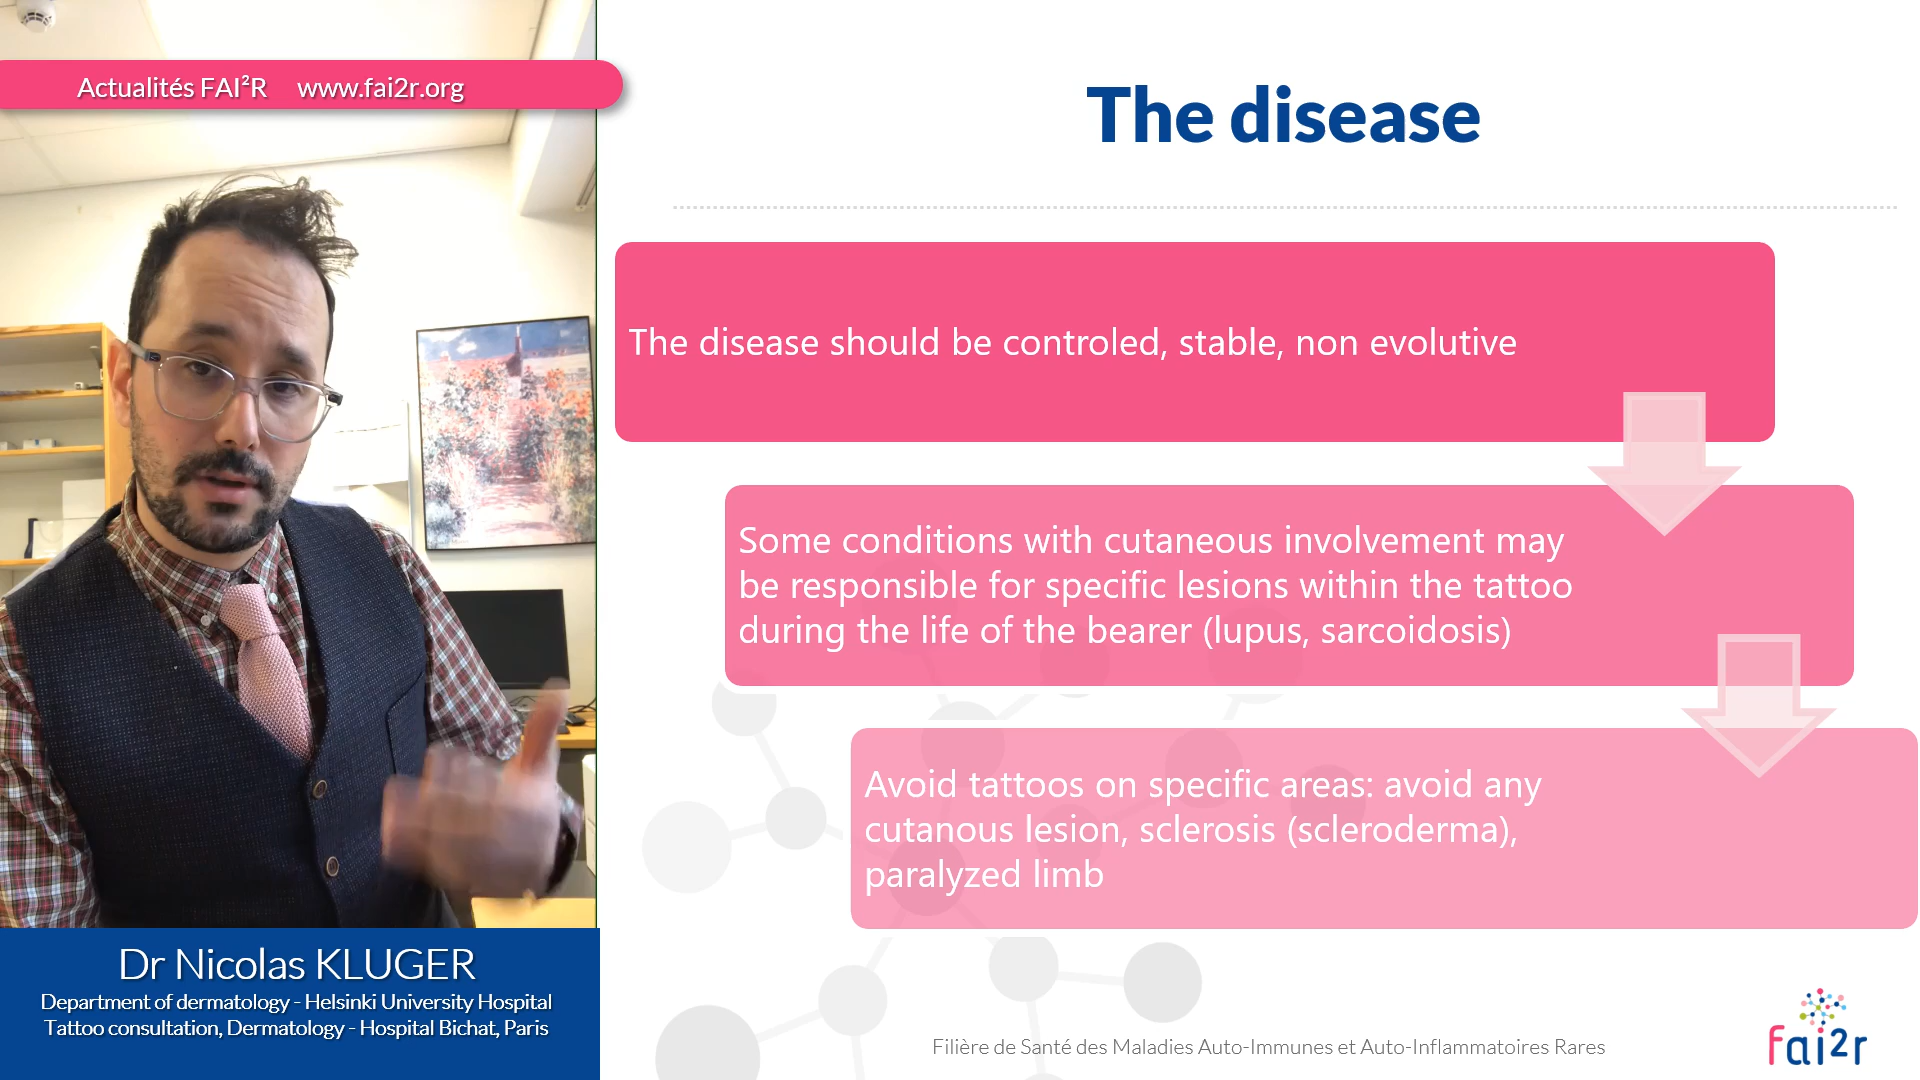 Actualités FAI²R www.fai2r.org
The disease
The disease should be controled, stable, non evolutive
Some conditions with cutaneous involvement may
be responsible for specific lesions within the tattoo
during the life of the bearer (lupus, sarcoidosis)
Avoid tattoos on specific areas: avoid any
cutanous lesion, sclerosis (scleroderma),
paralyzed limb
Dr Nicolas KLUGER
Department of dermatology - Helsinki University Hospital
Tattoo consultation, Dermatology - Hospital Bichat, Paris
Filière de Santé des Maladies Auto-Immunes et Auto-Inflammatoires Rares
fai2r